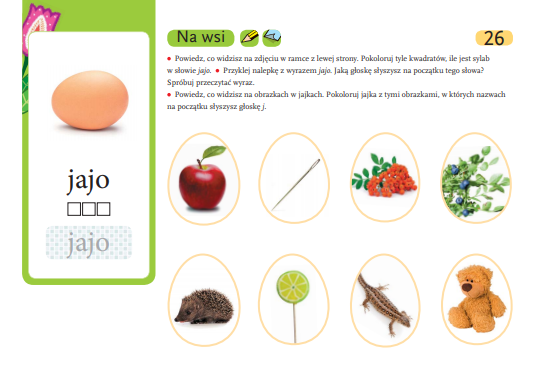 Na wsi
26
• Powiedz, co widzisz na zdjęciu w ramce z lewej strony. Pokoloruj tyle kwadratów, ile jest sylab
w słowie jajo. • Przyklej nalepkę z wyrazem jajo. Jaką głoskę słyszysz na początku tego słowa?
Spróbuj przeczytać wyraz.
• Powiedz, co widzisz na obrazkach w jajkach. Pokoloruj jajka z tymi obrazkami, w których nazwach
na początku słyszysz głoskę j.
jajo
jajo